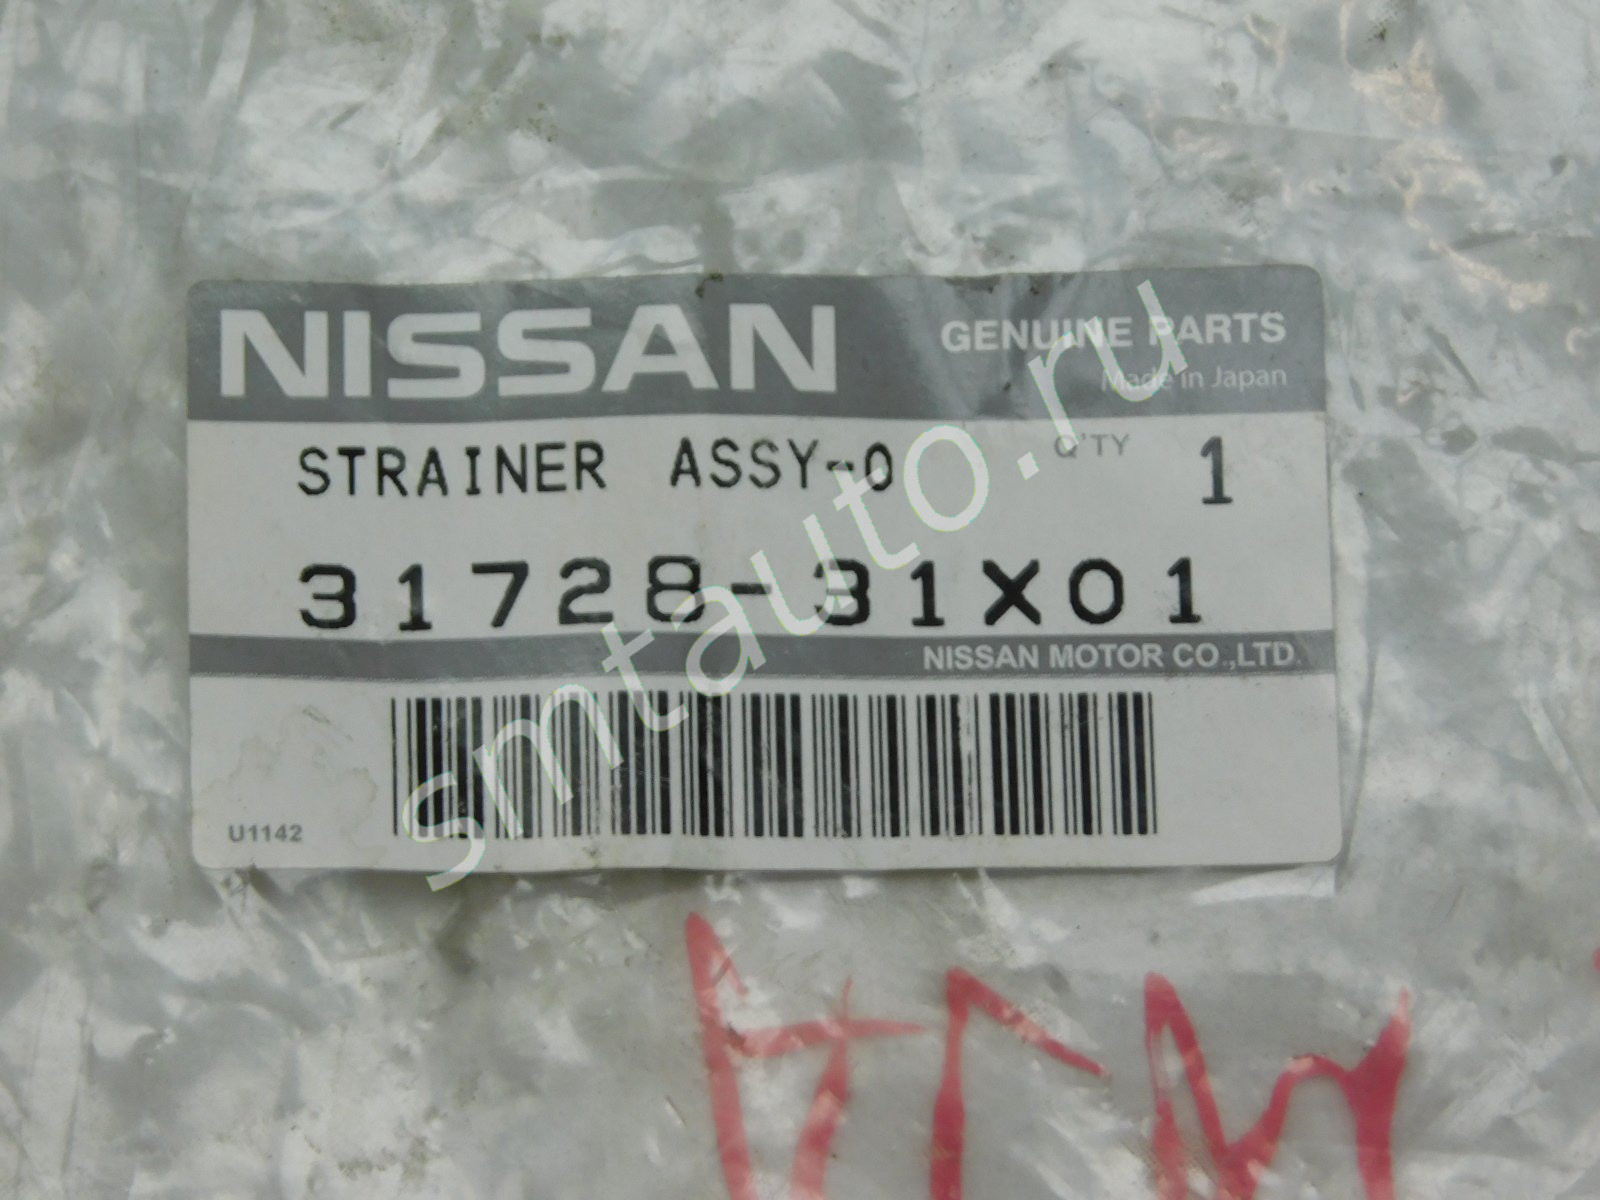 NISSAN
GENUINE PARTS
Made in Japan
STRAINER ASSY-O
Q'TY 1
31728-31X01
NISSAN MOTOR CO.,LTD.
U1142
smtauto.ru